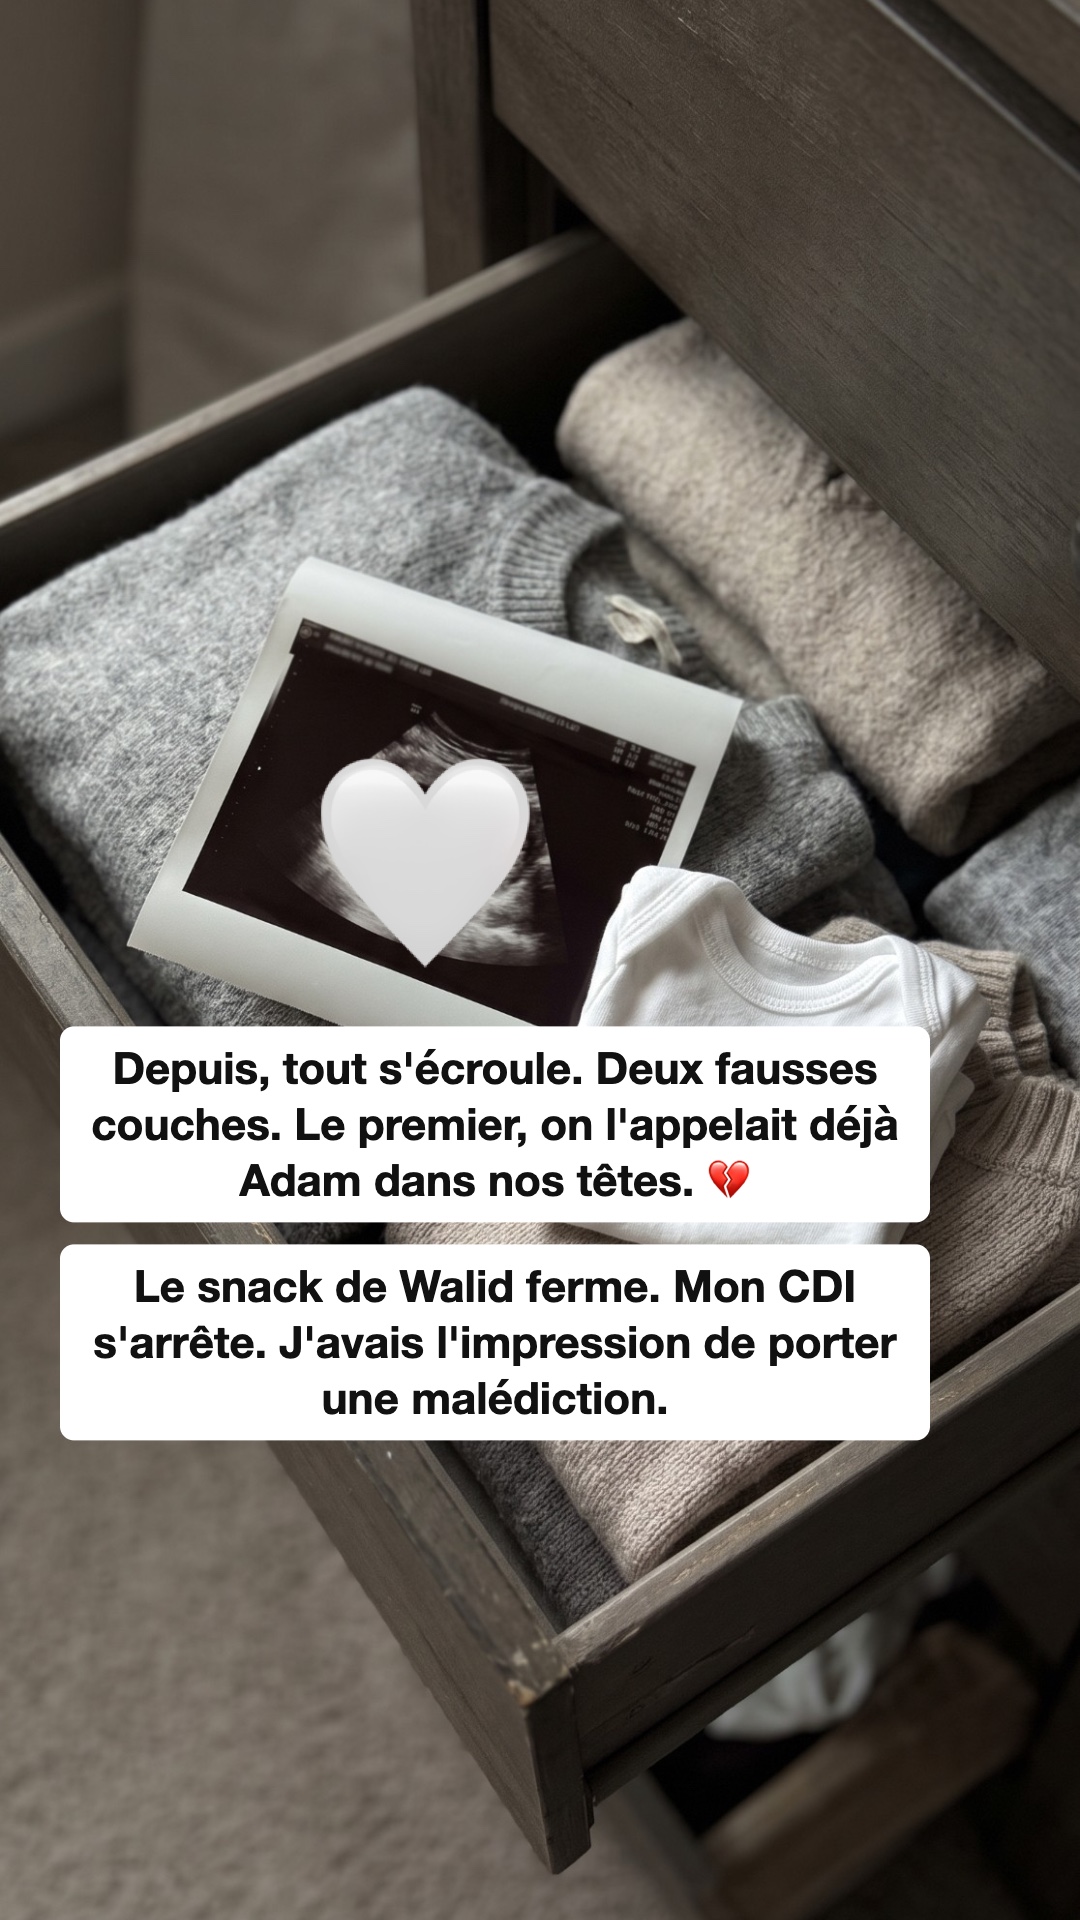 Depuis, tout s'écroule. Deux fausses
couches. Le premier, on l'appelait déjà
Adam dans nos têtes. 💔
Le snack de Walid ferme. Mon CDI
s'arrête. J'avais l'impression de porter
une malédiction.